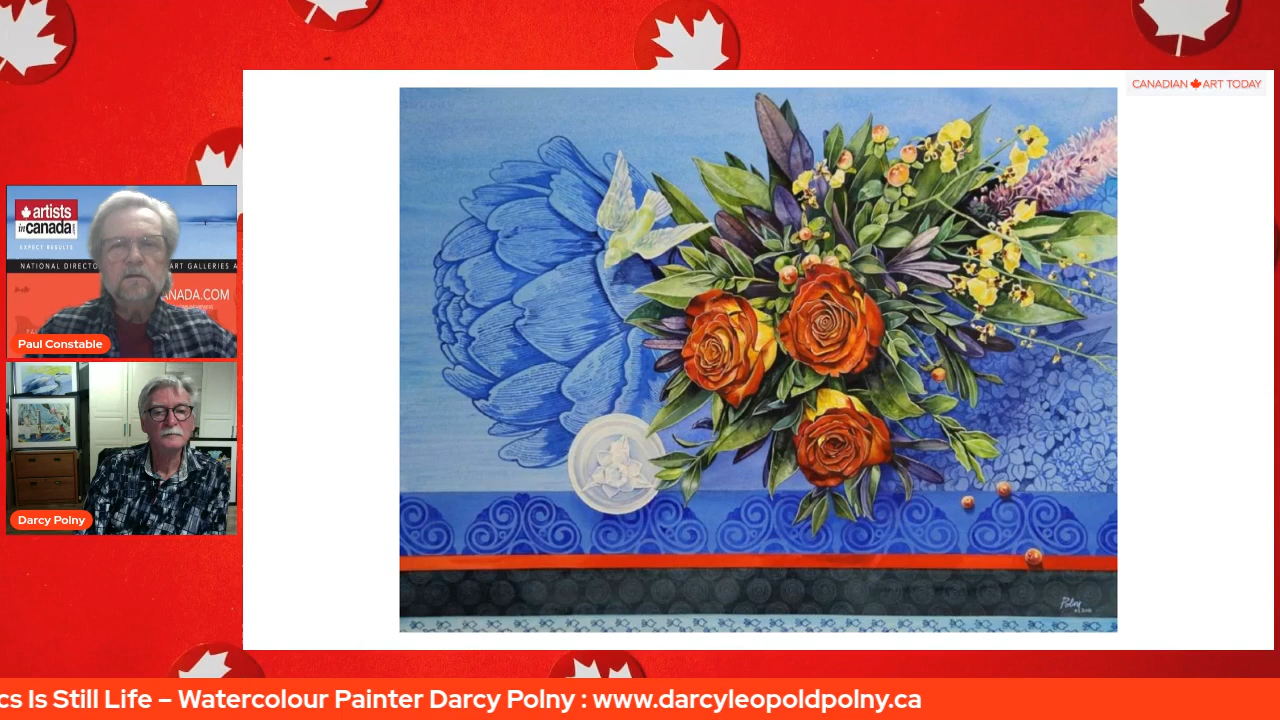 CANADIAN ART TODAY
artists
in canada
EXPECT RESULTS
NATIONAL DIRECTO
ART GALLERIES A
ANADA.COM
Paul Constable
Darcy Polny
Polny
cs Is Still Life – Watercolour Painter Darcy Polny : www.darcyleopoldpolny.ca